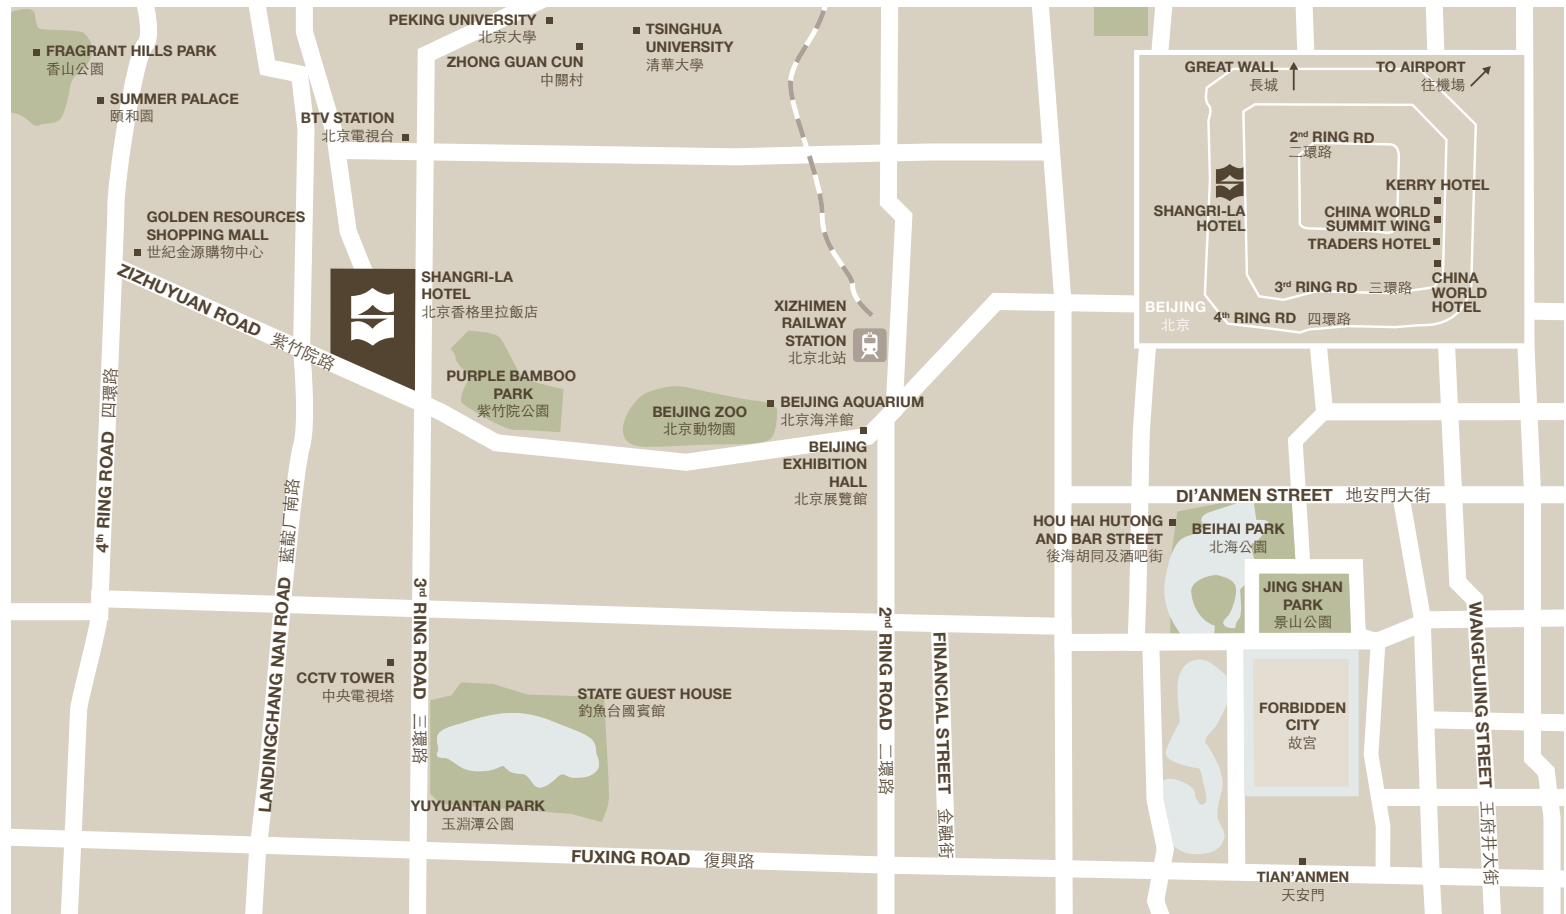 PEKING UNIVERSITY
北京大學
ZHONG GUAN CUN
中關村
TSINGHUA
UNIVERSITY
清華大學
FRAGRANT HILLS PARK
香山公園
SUMMER PALACE
頤和園
BTV STATION
北京電視台
GOLDEN RESOURCES
SHOPPING MALL
世紀金源購物中心
ZIZHUYUAN ROAD 紫竹院路
SHANGRI-LA
HOTEL
北京香格里拉飯店
XIZHIMEN
RAILWAY
STATION
北京北站
PURPLE BAMBOO
PARK
紫竹院公園
BEIJING ZOO
北京動物園
BEIJING AQUARIUM
北京海洋館
BEIJING
EXHIBITION
HALL
北京展覽館
4th RING ROAD 四環路
LANDINGCHANG NAN ROAD 藍靛厂南路
3rd RING ROAD 三環路
2nd RING ROAD 二環路
FINANCIAL STREET 金融街
CCTV TOWER
中央電視塔
STATE GUEST HOUSE
釣魚台國賓館
YUYUANTAN PARK
玉淵潭公園
FUXING ROAD 復興路
GREAT WALL
長城
TO AIRPORT
往機場
2nd RING RD
二環路
KERRY HOTEL
SHANGRI-LA
HOTEL
CHINA WORLD
SUMMIT WING
TRADERS HOTEL
CHINA
WORLD
HOTEL
3rd RING RD 三環路
BEIJING
北京
4th RING RD 四環路
DI'ANMEN STREET 地安門大街
HOU HAI HUTONG
AND BAR STREET
後海胡同及酒吧街
BEIHAI PARK
北海公園
JING SHAN
PARK
景山公園
WANGFUJING STREET 王府井大街
FORBIDDEN
CITY
故宮
TIAN'ANMEN
天安門